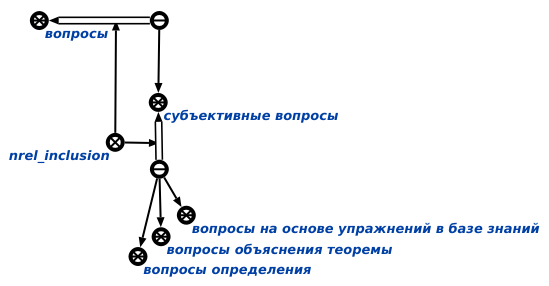 вопросы
субъективные вопросы
nrel_inclusion
вопросы на основе упражнений в базе знаний
вопросы объяснения теоремы
вопросы определения